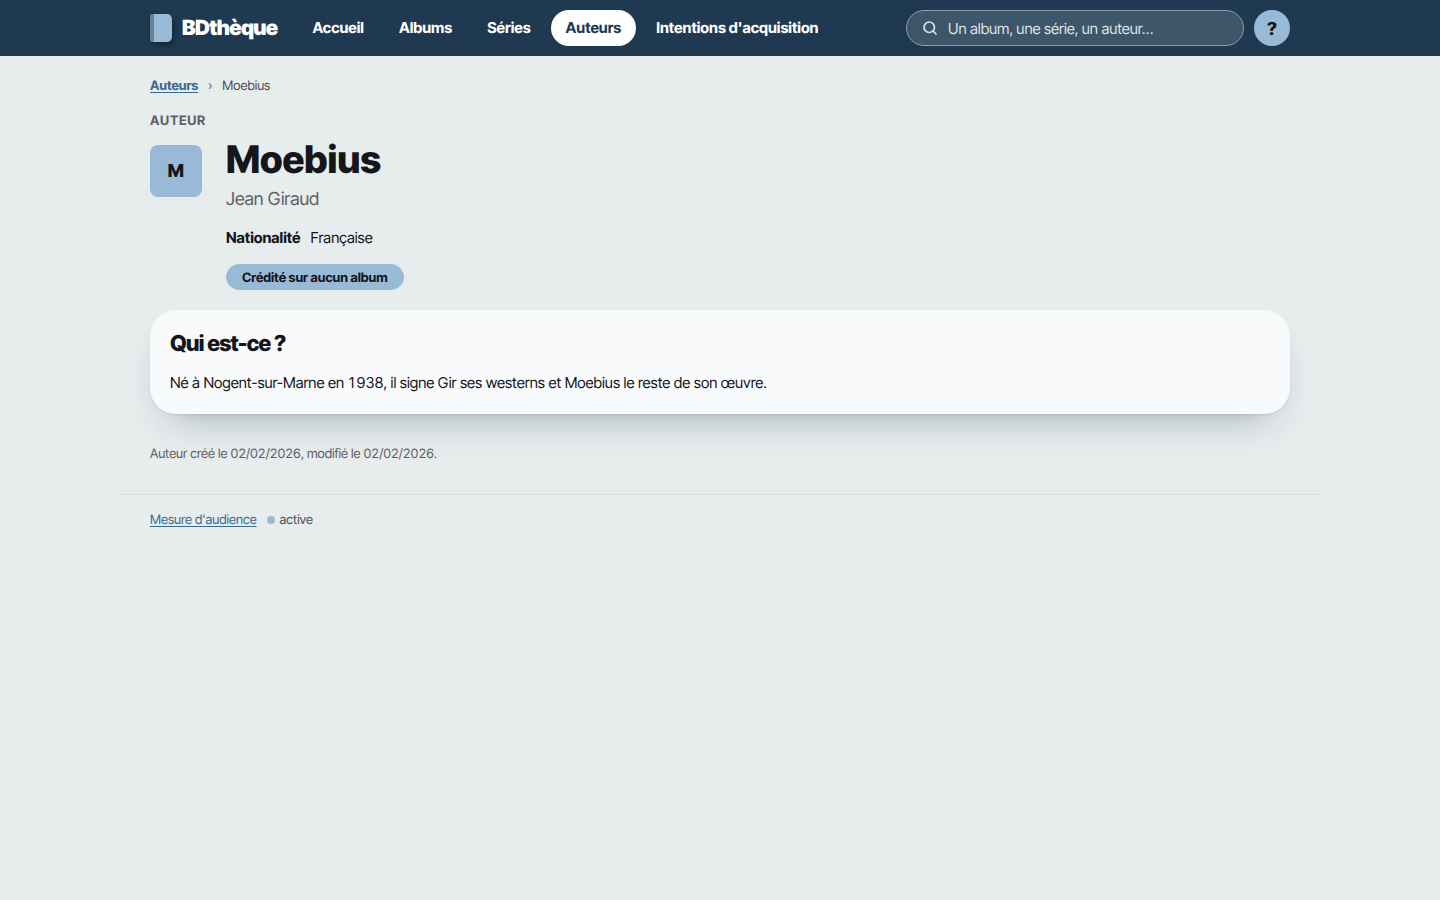 BDthèque Accueil Albums Séries Auteurs Intentions d'acquisition Un album, une série, un auteur... ?
Auteurs › Moebius
AUTEUR
M
Moebius
Jean Giraud
Nationalité Française
Crédité sur aucun album
Qui est-ce ?
Né à Nogent-sur-Marne en 1938, il signe Gir ses westerns et Moebius le reste de son œuvre.
Auteur créé le 02/02/2026, modifié le 02/02/2026.
Mesure d'audience active